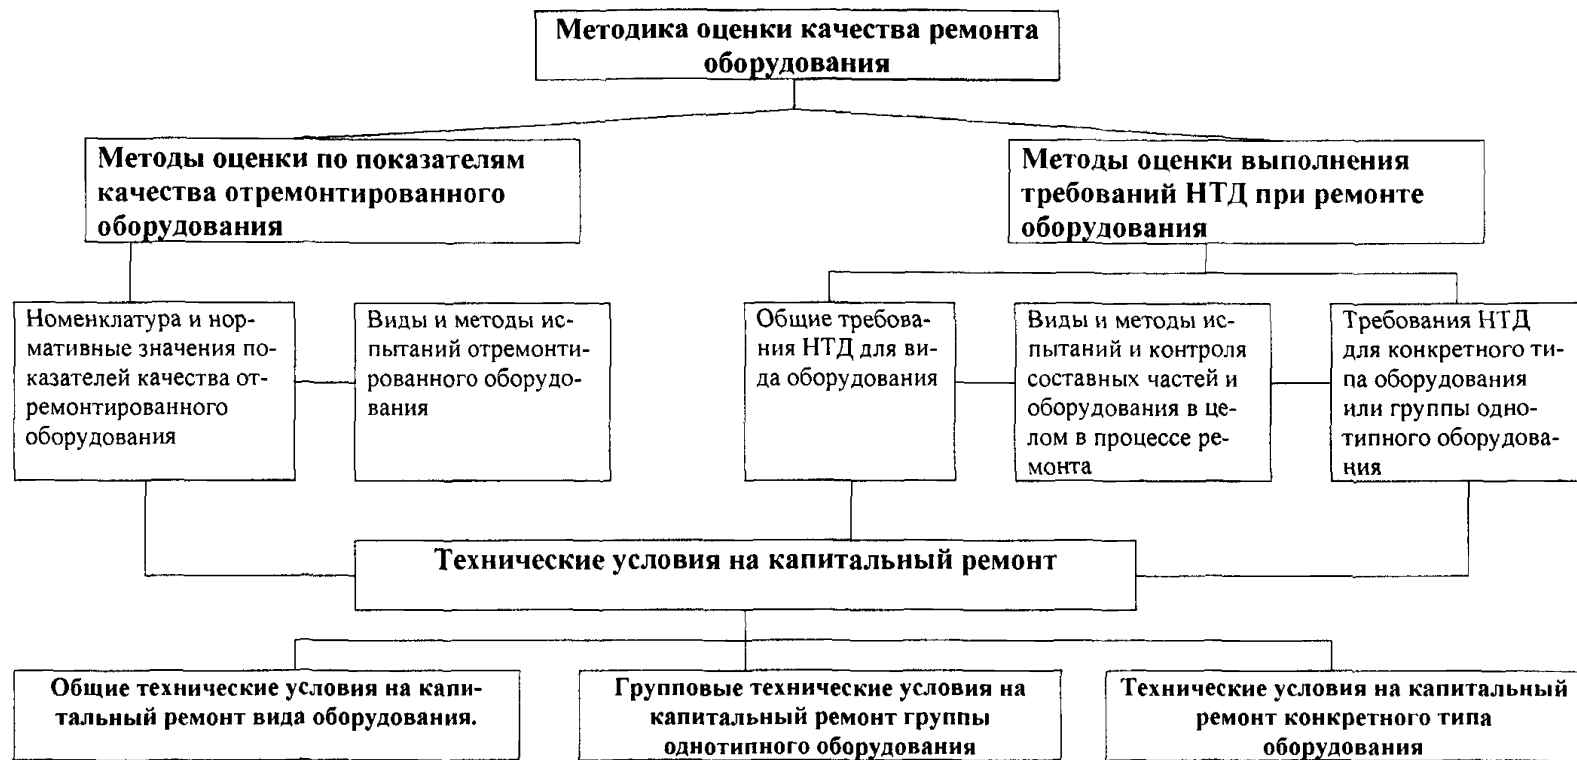 Методика оценки качества ремонта
оборудования
Методы оценки по показателям
качества отремонтированного
оборудования
Методы оценки выполнения
требований НТД при ремонте
оборудования
Номенклатура и нор-
мативные значения по-
казателей качества от-
ремонтированного
оборудования
Виды и методы ис-
пытаний отремонти-
рованного оборудо-
вания
Общие требова-
ния НТД для ви-
да оборудования
Виды и методы ис-
пытаний и контроля
составных частей и
оборудования в це-
лом в процессе ре-
монта
Требования НТД
для конкретного ти-
па оборудования
или группы одно-
типного оборудова-
ния
Технические условия на капитальный ремонт
Общие технические условия на капи-
тальный ремонт вида оборудования.
Групповые технические условия на
капитальный ремонт группы
однотипного оборудования
Технические условия на капитальный
ремонт конкретного типа
оборудования